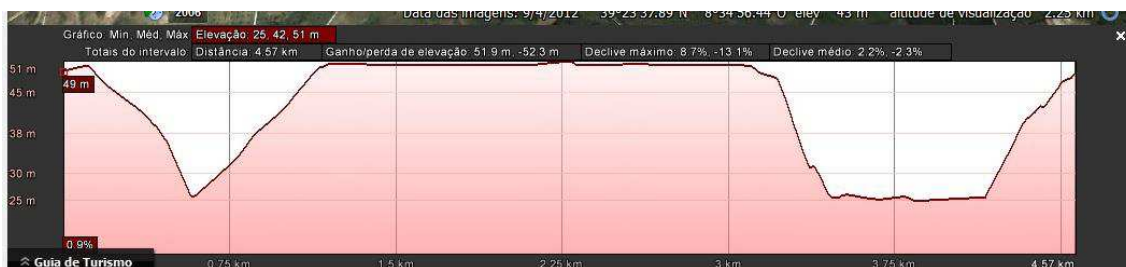 2006 Data das imagens: 9/4/2012 39°23'37.89" N 8°34'56.44" O elev 43 m altitude de visualização 2.25 km
Gráfico: Mín, Méd, Máx Elevação: 25, 42, 51 m
Totais do intervalo: Distância: 4.57 km Ganho/perda de elevação: 51.9 m, -52.3 m Declive máximo: 8.7%, -13.1% Declive médio: 2.2%, -2.3%
51 m
49 m
45 m
38 m
30 m
25 m
0.9%
Guia de Turismo 0.75 km 1.5 km 2.25 km 3 km 3.75 km 4.57 km